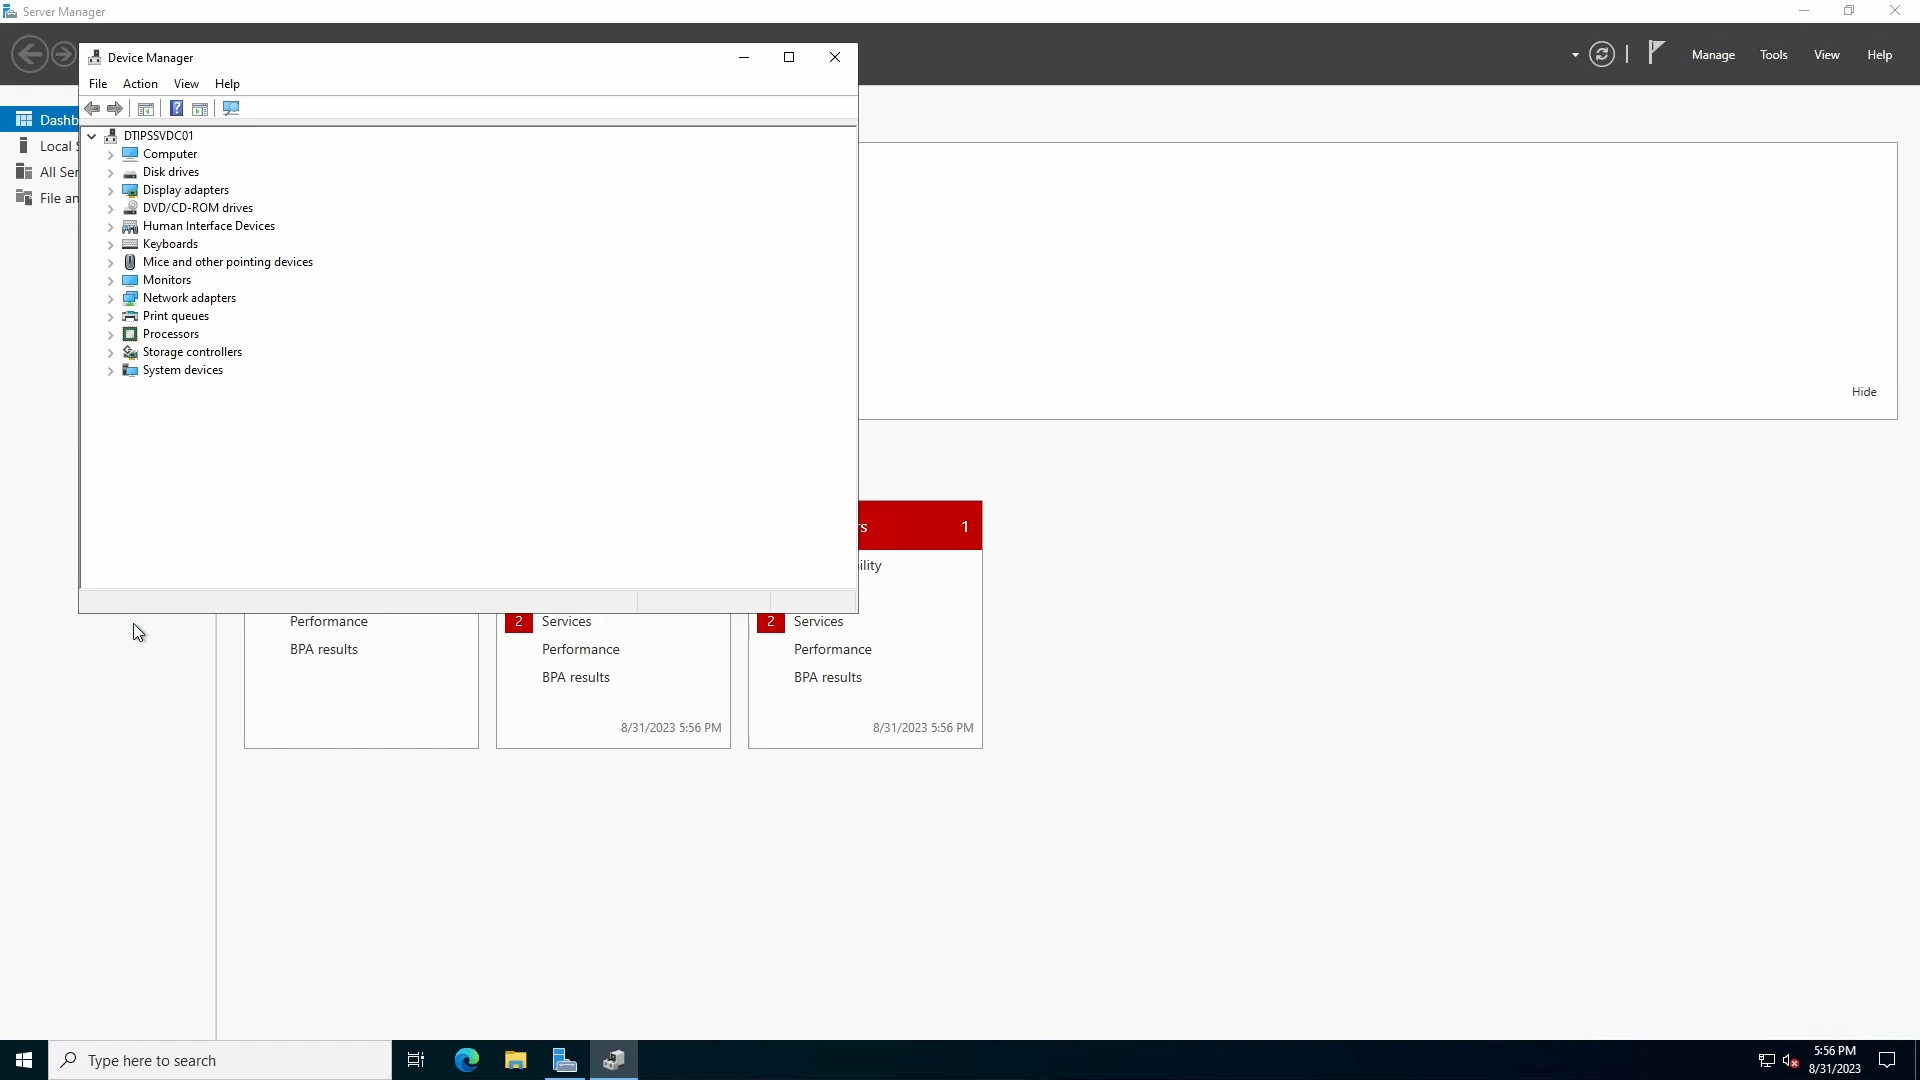 Server Manager
Manage
Tools
View
Help
Device Manager
File
Action
View
Help
DTIPSSVDC01
Computer
Disk drives
Display adapters
DVD/CD-ROM drives
Human Interface Devices
Keyboards
Mice and other pointing devices
Monitors
Network adapters
Print queues
Processors
Storage controllers
System devices
Dashb
Local S
All Ser
File an
Hide
rs 1
ility
Performance
BPA results
2 Services
Performance
BPA results
8/31/2023 5:56 PM
2 Services
Performance
BPA results
8/31/2023 5:56 PM
Type here to search
5:56 PM
8/31/2023